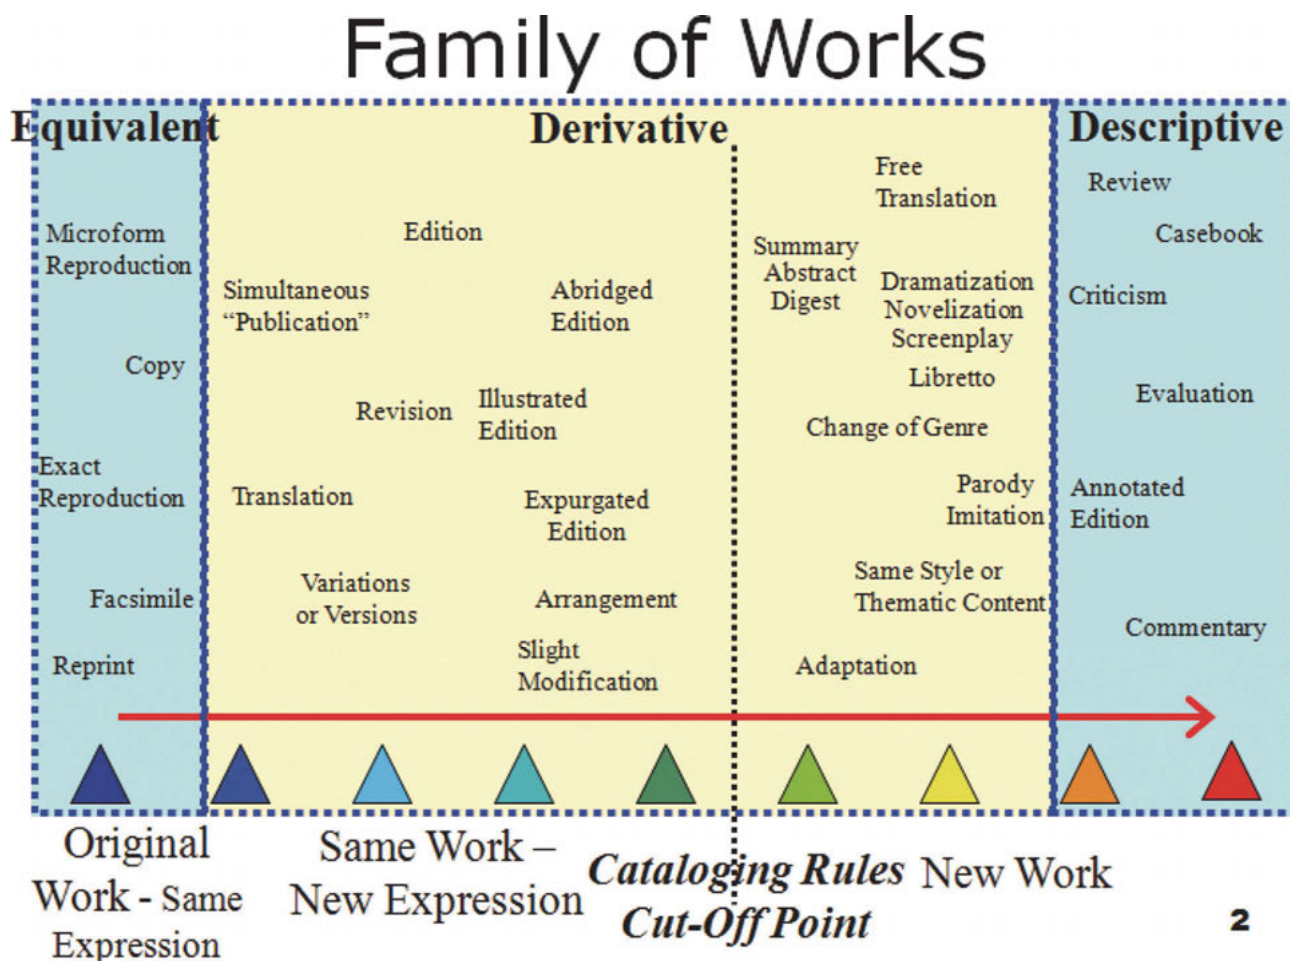 Family of Works
Equivalent
Microform
Reproduction
Copy
Exact
Reproduction
Facsimile
Reprint
Derivative
Edition
Simultaneous
“Publication”
Abridged
Edition
Revision
Illustrated
Edition
Translation
Expurgated
Edition
Variations
or Versions
Arrangement
Slight
Modification
Free
Translation
Summary
Abstract
Digest
Dramatization
Novelization
Screenplay
Libretto
Change of Genre
Parody
Imitation
Same Style or
Thematic Content
Adaptation
Descriptive
Review
Casebook
Criticism
Evaluation
Annotated
Edition
Commentary
Original
Work - Same
Expression
Same Work –
New Expression
Cataloging Rules
Cut-Off Point
New Work
2